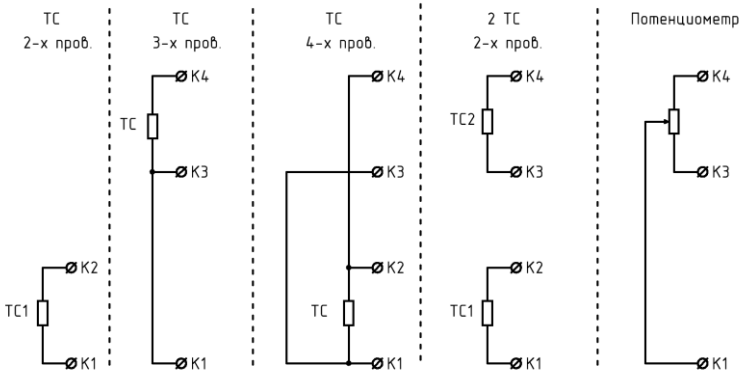 ТС
2-х пров.
ТС1
К2
К1
ТС
3-х пров.
К4
ТС
К3
К1
ТС
4-х пров.
К4
К3
К2
ТС
К1
2 ТС
2-х пров.
К4
ТС2
К3
К2
ТС1
К1
Потенциометр
К4
К3
К1